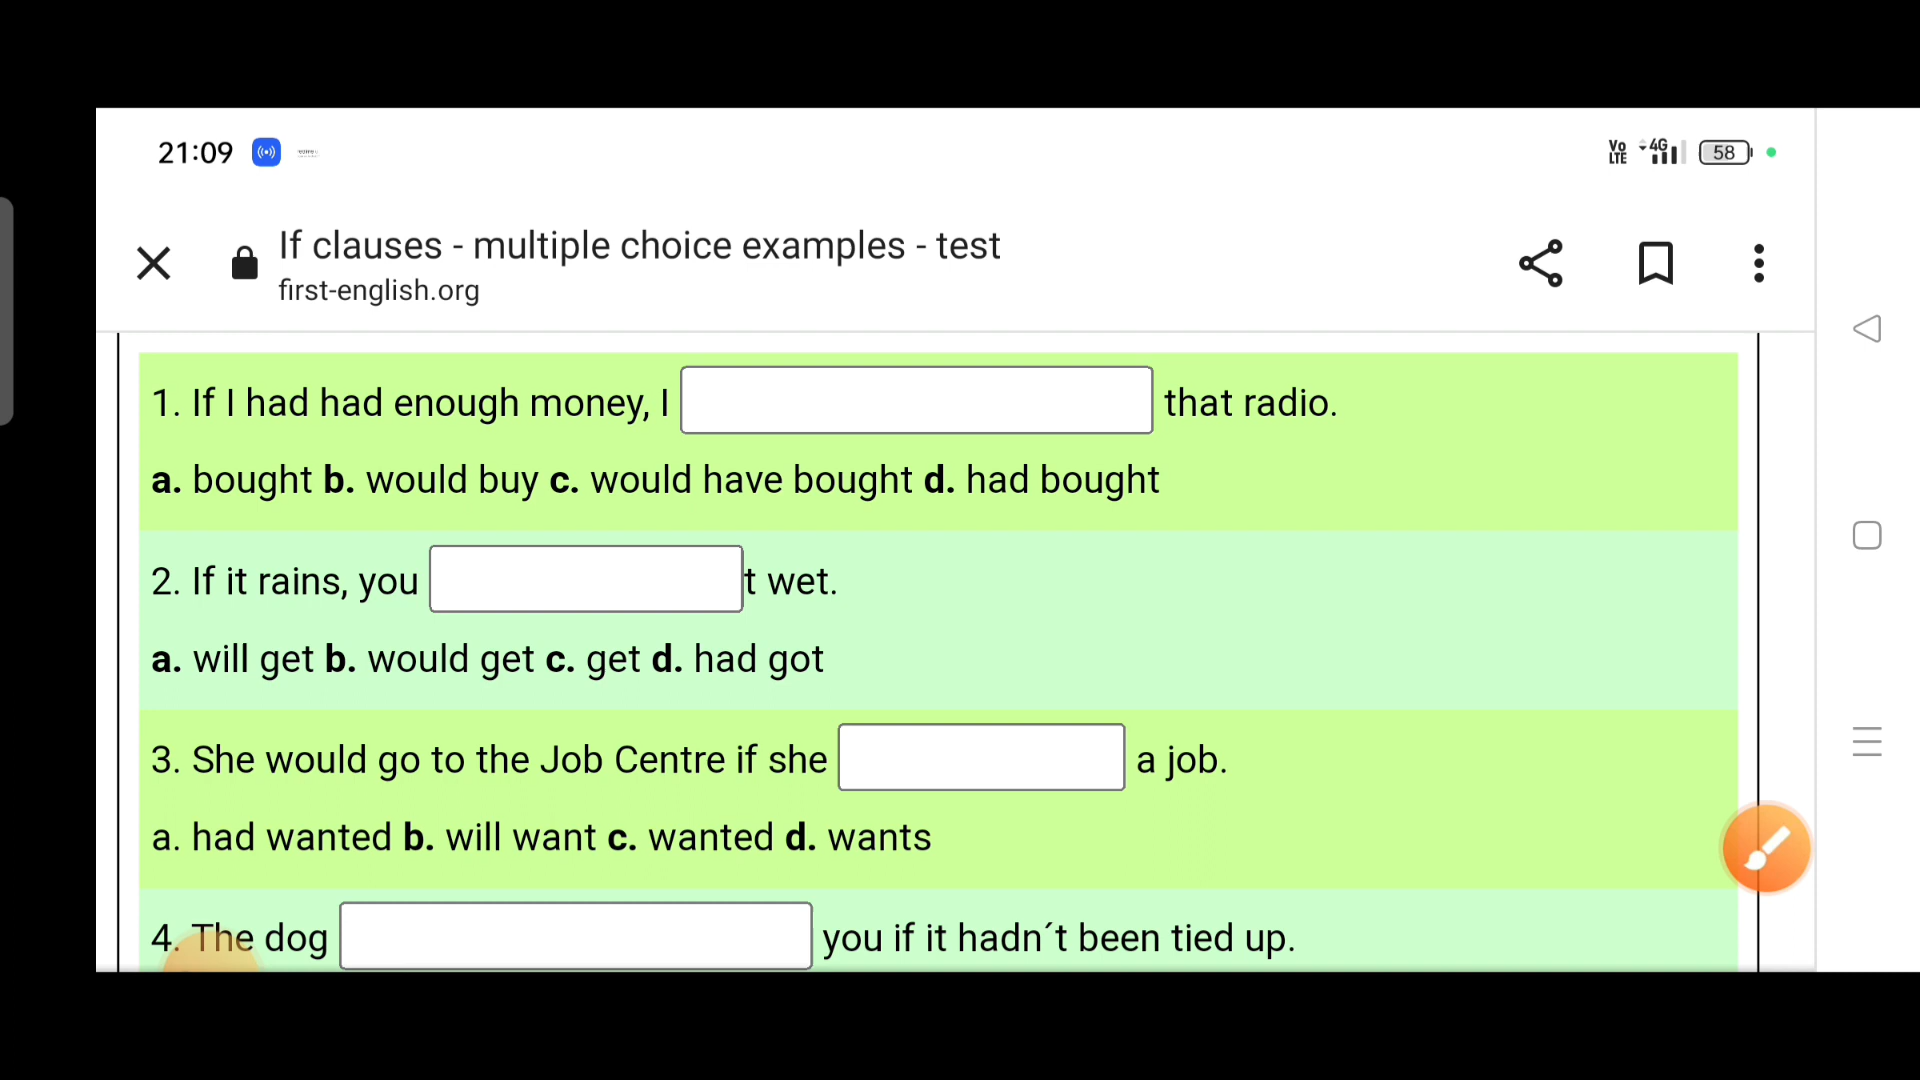 21:09
Vo LTE 4G 58
If clauses - multiple choice examples - test
first-english.org
1. If I had had enough money, I that radio.
a. bought b. would buy c. would have bought d. had bought
2. If it rains, you t wet.
a. will get b. would get c. get d. had got
3. She would go to the Job Centre if she a job.
a. had wanted b. will want c. wanted d. wants
4. The dog you if it hadn´t been tied up.